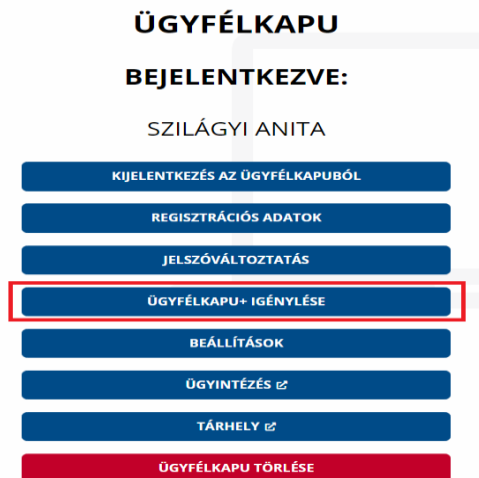 ÜGYFÉLKAPU
BEJELENTKEZVE:
SZILÁGYI ANITA
KIJELENTKEZÉS AZ ÜGYFÉLKAPUBÓL
REGISZTRÁCIÓS ADATOK
JELSZÓVÁLTOZTATÁS
ÜGYFÉLKAPU+ IGÉNYLÉSE
BEÁLLÍTÁSOK
ÜGYINTÉZÉS
TÁRHELY
ÜGYFÉLKAPU TÖRLÉSE